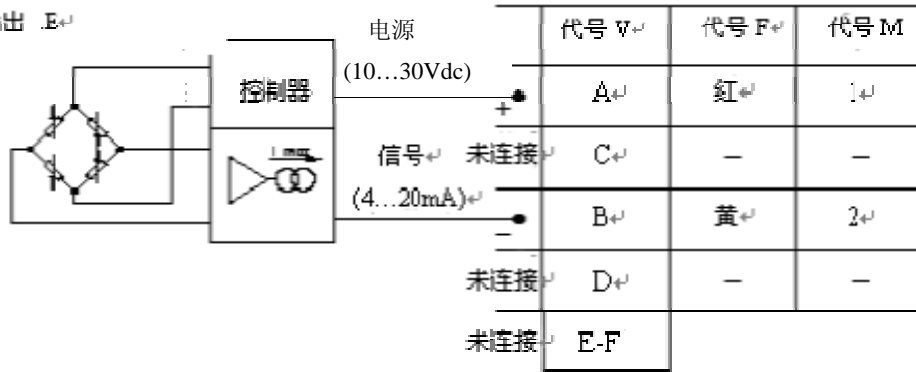 出 .E
电源
(10…30Vdc)
控制器
I max
信号
(4…20mA)
代号 V 代号 F 代号 M
+ A 红 1
未连接 C － －
－ B 黄 2
未连接 D － －
未连接 E-F